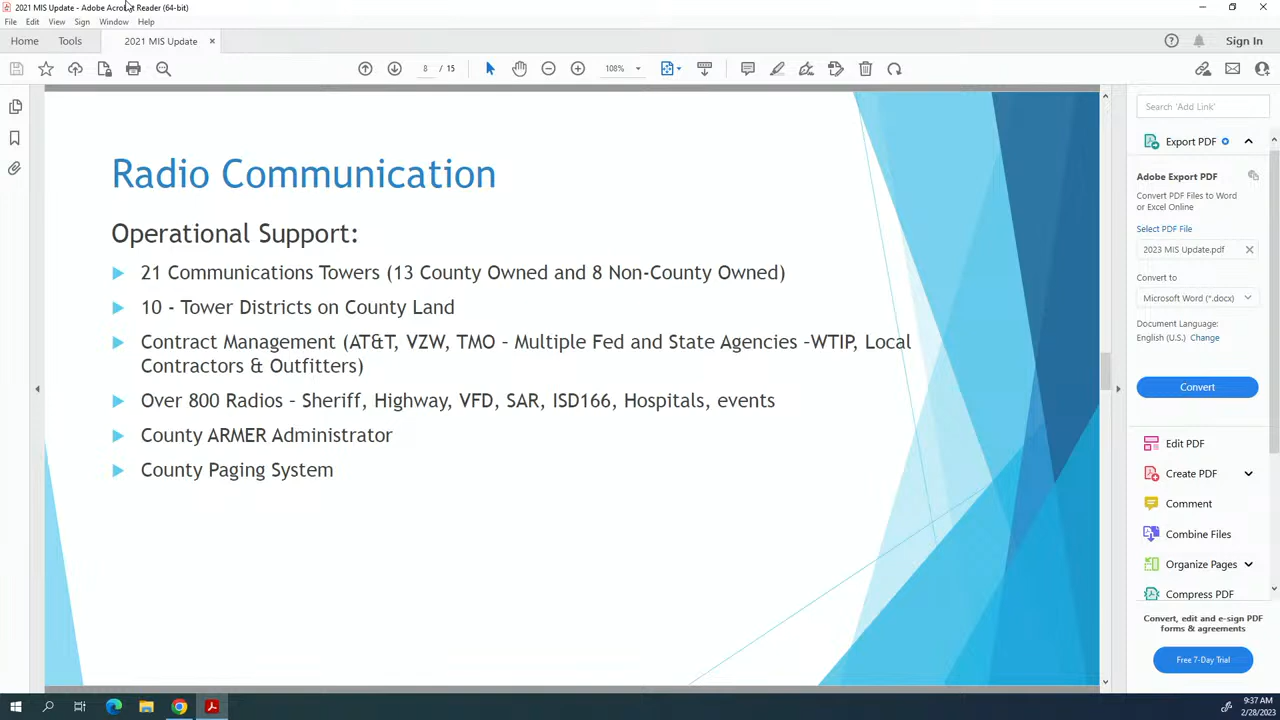 2021 MIS Update - Adobe Acrobat Reader (64-bit)
File Edit View Sign Window Help
Home Tools 2021 MIS Update × Sign In
8 / 15 108%
Search 'Add Link'
Export PDF
Adobe Export PDF
Convert PDF Files to Word
or Excel Online
Select PDF File
2023 MIS Update.pdf
Convert to
Microsoft Word (*.docx)
Document Language:
English (U.S.) Change
Convert
Edit PDF
Create PDF
Comment
Combine Files
Organize Pages
Compress PDF
Convert, edit and e-sign PDF
forms & agreements
Free 7-Day Trial
Radio Communication
Operational Support:
21 Communications Towers (13 County Owned and 8 Non-County Owned)
10 - Tower Districts on County Land
Contract Management (AT&T, VZW, TMO – Multiple Fed and State Agencies –WTIP, Local
Contractors & Outfitters)
Over 800 Radios – Sheriff, Highway, VFD, SAR, ISD166, Hospitals, events
County ARMER Administrator
County Paging System
9:37 AM
2/28/2023